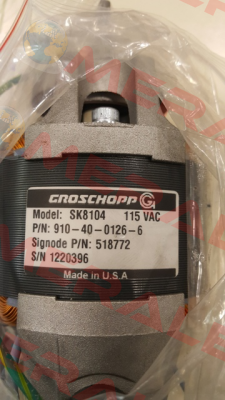 GROSCHOPP
Model: SK8104 115 VAC
P/N: 910-40-0126-6
Signode P/N: 518772
S/N 1220396
Made in U.S.A